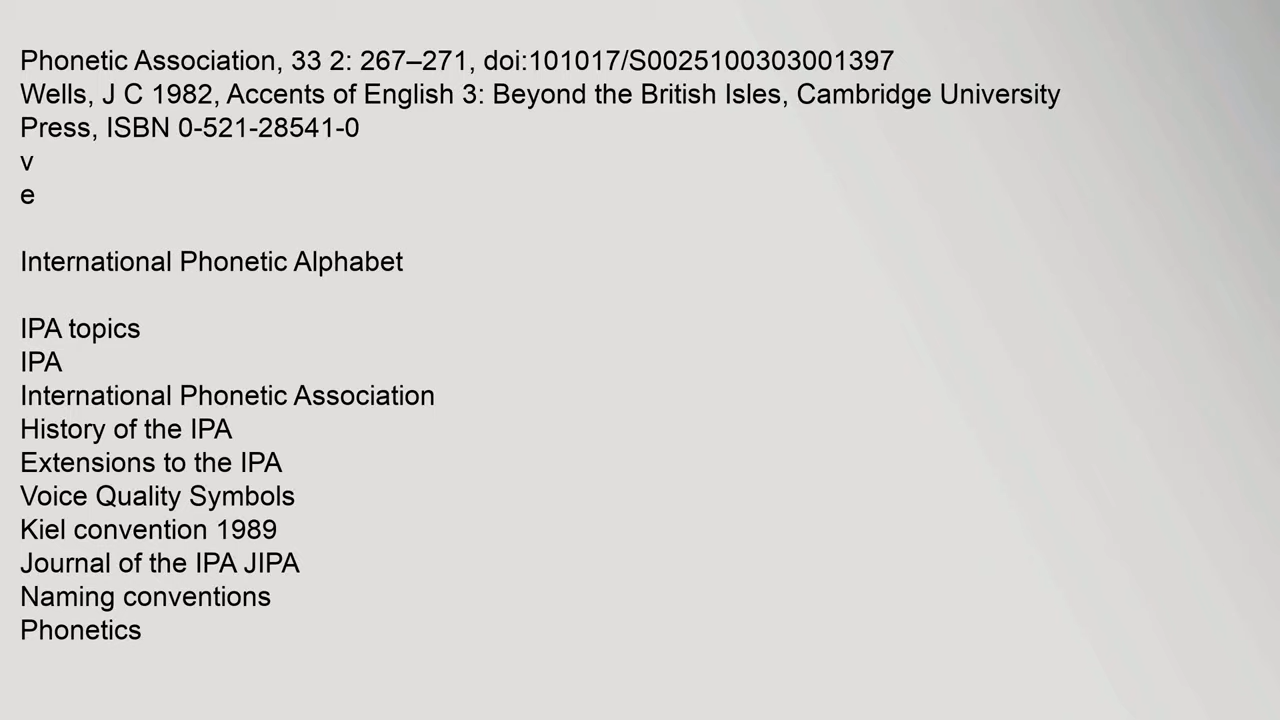 Phonetic Association, 33 2: 267–271, doi:101017/S0025100303001397
Wells, J C 1982, Accents of English 3: Beyond the British Isles, Cambridge University
Press, ISBN 0-521-28541-0
v
e
International Phonetic Alphabet
IPA topics
IPA
International Phonetic Association
History of the IPA
Extensions to the IPA
Voice Quality Symbols
Kiel convention 1989
Journal of the IPA JIPA
Naming conventions
Phonetics